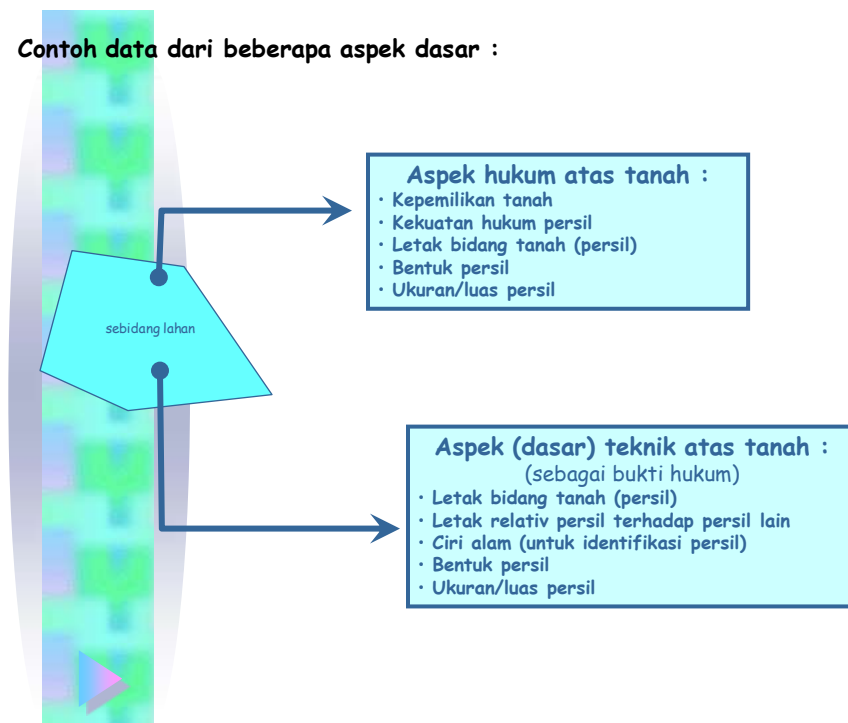 Contoh data dari beberapa aspek dasar :
Aspek hukum atas tanah :
· Kepemilikan tanah
· Kekuatan hukum persil
· Letak bidang tanah (persil)
· Bentuk persil
· Ukuran/luas persil
sebidang lahan
Aspek (dasar) teknik atas tanah :
(sebagai bukti hukum)
· Letak bidang tanah (persil)
· Letak relativ persil terhadap persil lain
· Ciri alam (untuk identifikasi persil)
· Bentuk persil
· Ukuran/luas persil